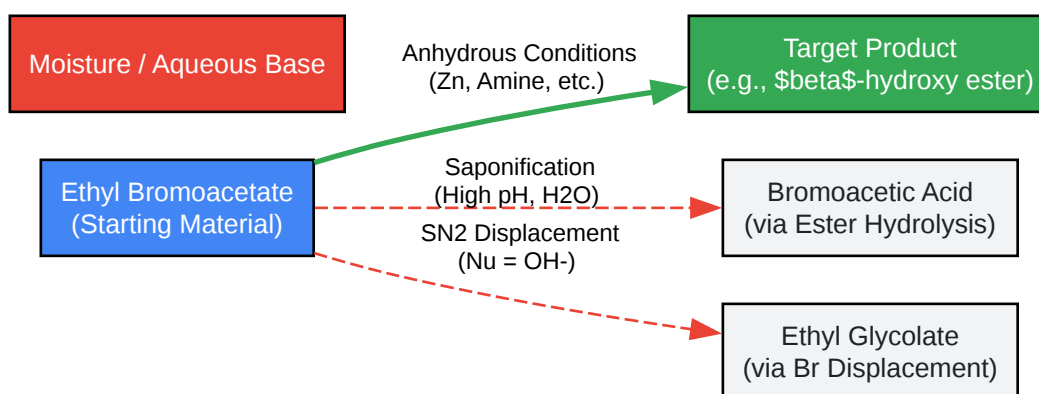 Moisture / Aqueous Base
Anhydrous Conditions
(Zn, Amine, etc.)
Target Product
(e.g., $beta$-hydroxy ester)
Ethyl Bromoacetate
(Starting Material)
Saponification
(High pH, H2O)
Bromoacetic Acid
(via Ester Hydrolysis)
SN2 Displacement
(Nu = OH-)
Ethyl Glycolate
(via Br Displacement)